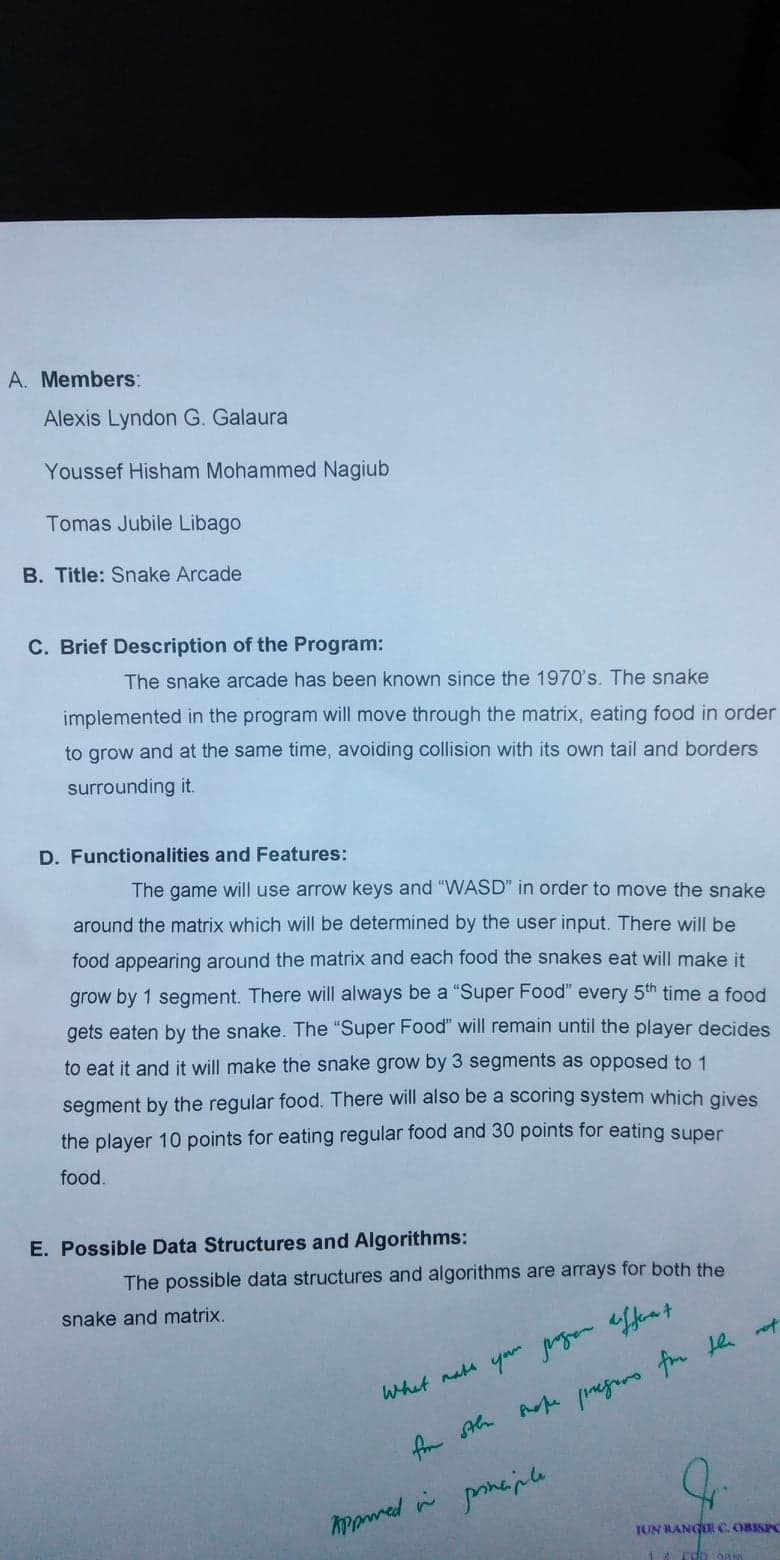 A. Members:
Alexis Lyndon G. Galaura
Youssef Hisham Mohammed Nagiub
Tomas Jubile Libago
B. Title: Snake Arcade
C. Brief Description of the Program:
The snake arcade has been known since the 1970's. The snake
implemented in the program will move through the matrix, eating food in order
to grow and at the same time, avoiding collision with its own tail and borders
surrounding it.
D. Functionalities and Features:
The game will use arrow keys and “WASD” in order to move the snake
around the matrix which will be determined by the user input. There will be
food appearing around the matrix and each food the snakes eat will make it
grow by 1 segment. There will always be a “Super Food” every 5th time a food
gets eaten by the snake. The “Super Food” will remain until the player decides
to eat it and it will make the snake grow by 3 segments as opposed to 1
segment by the regular food. There will also be a scoring system which gives
the player 10 points for eating regular food and 30 points for eating super
food.
E. Possible Data Structures and Algorithms:
The possible data structures and algorithms are arrays for both the
snake and matrix.
What make your program different
snake programs
Approved in principle
JUN RANGIE C. OBISPO